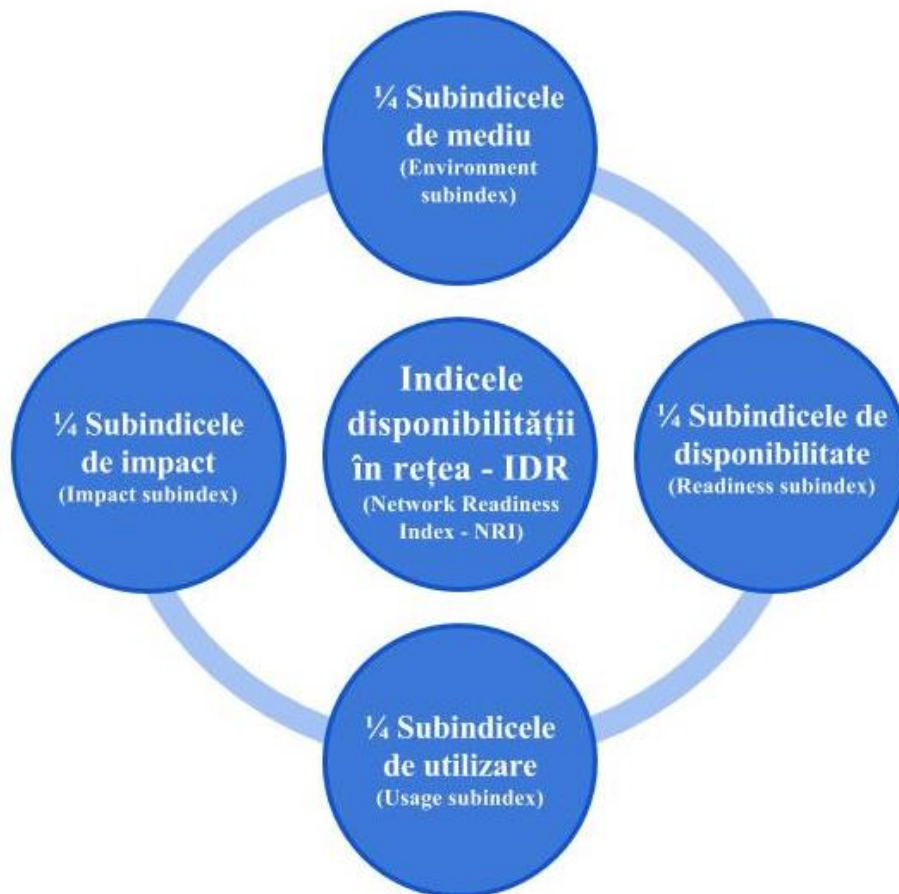 ¼ Subindicele
de mediu
(Environment
subindex)
¼ Subindicele
de impact
(Impact subindex)
Indicele
disponibilității
în rețea - IDR
(Network Readiness
Index - NRI)
¼ Subindicele de
disponibilitate
(Readiness subindex)
¼ Subindicele
de utilizare
(Usage subindex)